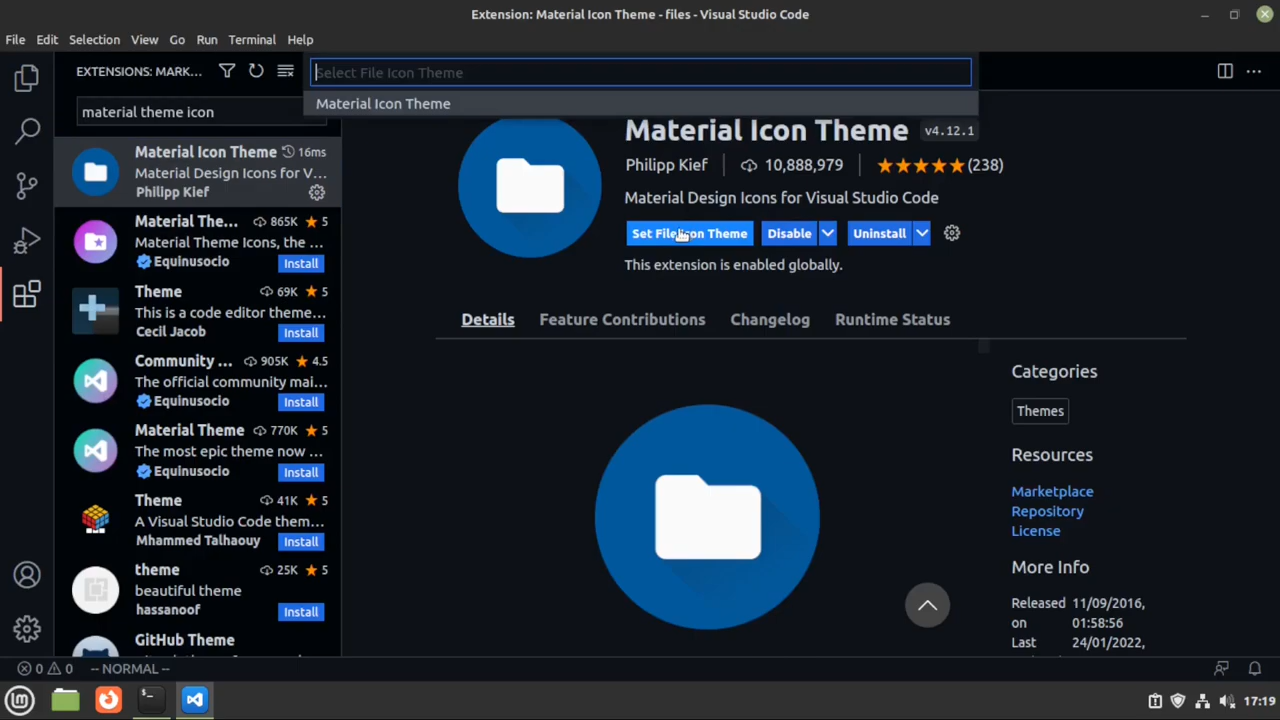 Extension: Material Icon Theme - files - Visual Studio Code
File Edit Selection View Go Run Terminal Help
EXTENSIONS: MARK...
Select File Icon Theme
Material Icon Theme
material theme icon
Material Icon Theme 16ms
Material Design Icons for V...
Philipp Kief
Material The... 865K 5
Material Theme Icons, the ...
Equinusocio Install
Theme 69K 5
This is a code editor theme...
Cecil Jacob Install
Community ... 905K 4.5
The official community mai...
Equinusocio Install
Material Theme 770K 5
The most epic theme now ...
Equinusocio Install
Theme 41K 5
A Visual Studio Code them...
Mhammed Talhaouy Install
theme 25K 5
beautiful theme
hassanoof Install
GitHub Theme
Material Icon Theme v4.12.1
Philipp Kief 10,888,979 (238)
Material Design Icons for Visual Studio Code
Set File Icon Theme Disable Uninstall
This extension is enabled globally.
Details Feature Contributions Changelog Runtime Status
Categories
Themes
Resources
Marketplace
Repository
License
More Info
Released 11/09/2016,
on 01:58:56
Last 24/01/2022,
0 0 -- NORMAL --
17:19